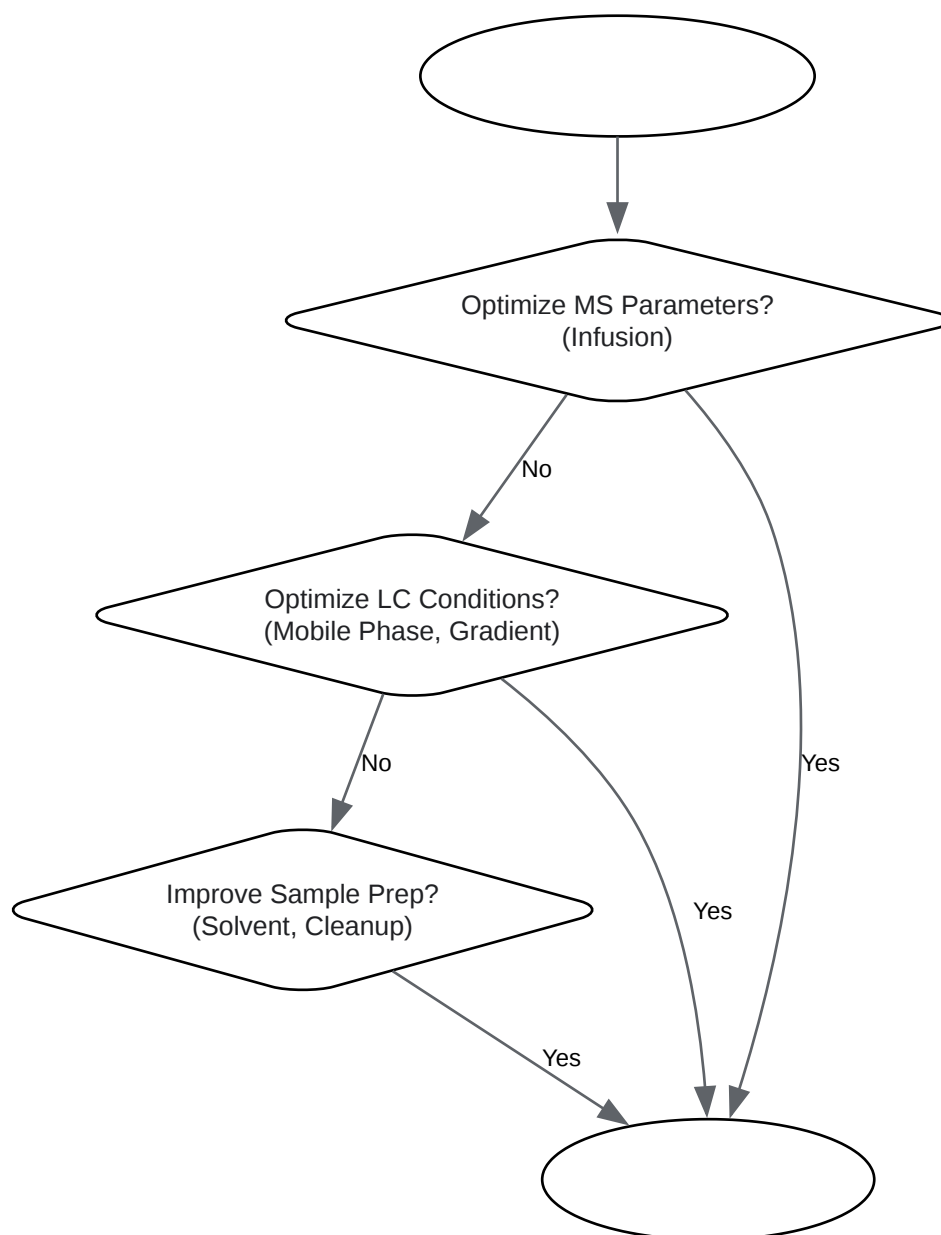 Optimize MS Parameters?
(Infusion)
No
Optimize LC Conditions?
(Mobile Phase, Gradient)
No
Yes
Improve Sample Prep?
(Solvent, Cleanup)
Yes
Yes